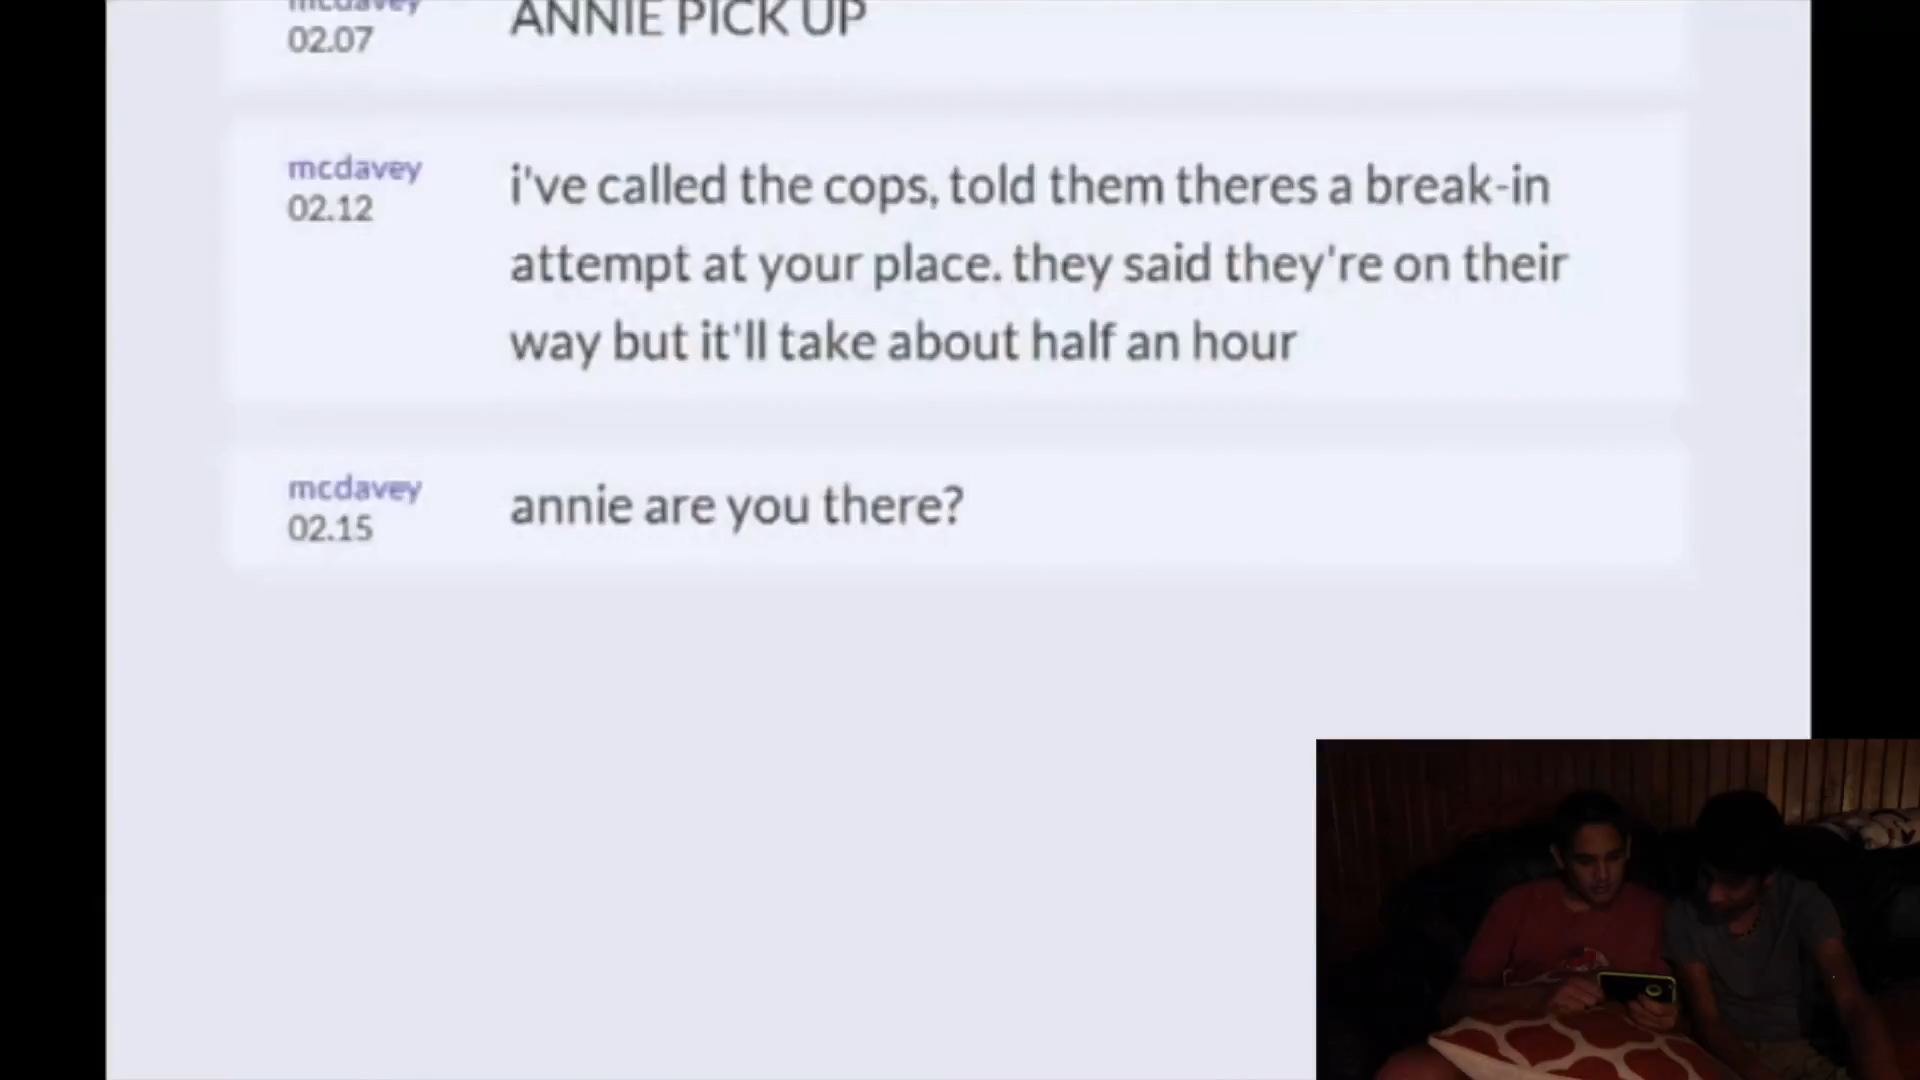 mcdavey
02.07
ANNIE PICK UP
mcdavey
02.12
i've called the cops, told them theres a break-in
attempt at your place. they said they're on their
way but it'll take about half an hour
mcdavey
02.15
annie are you there?